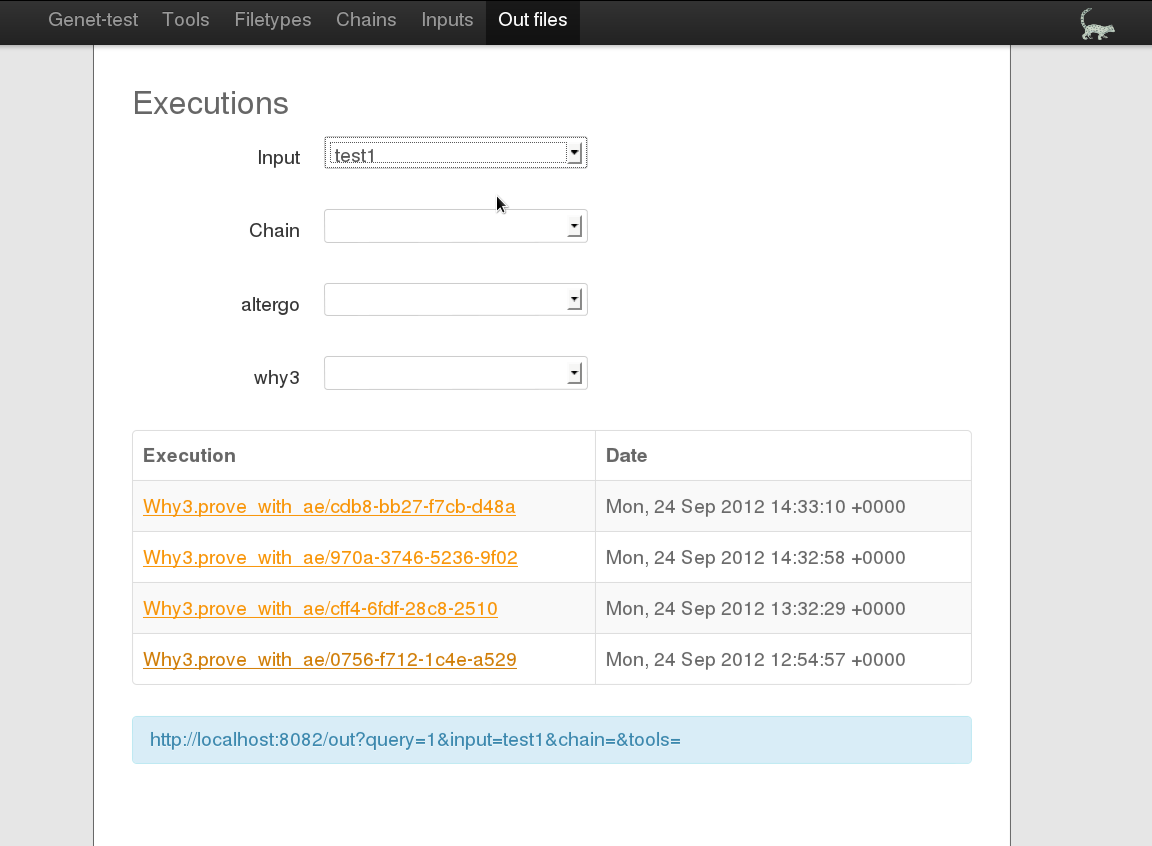 Genet-test Tools Filetypes Chains Inputs Out files
Executions
Input test1
Chain
altergo
why3
Execution Date
Why3.prove_with_ae/cdb8-bb27-f7cb-d48a Mon, 24 Sep 2012 14:33:10 +0000
Why3.prove_with_ae/970a-3746-5236-9f02 Mon, 24 Sep 2012 14:32:58 +0000
Why3.prove_with_ae/cff4-6fdf-28c8-2510 Mon, 24 Sep 2012 13:32:29 +0000
Why3.prove_with_ae/0756-f712-1c4e-a529 Mon, 24 Sep 2012 12:54:57 +0000
http://localhost:8082/out?query=1&input=test1&chain=&tools=